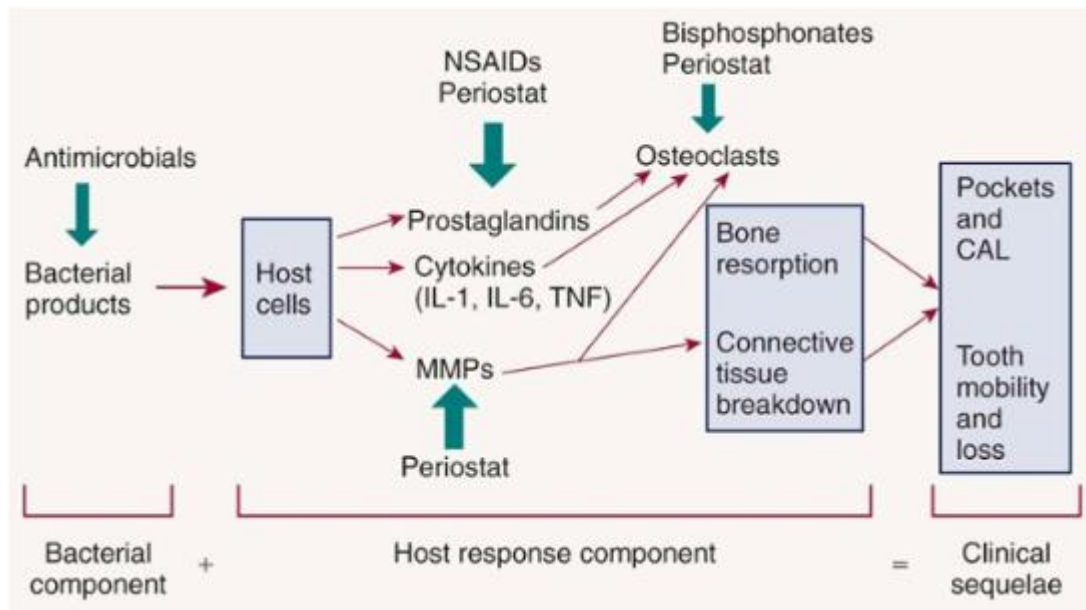 NSAIDs
Periostat
Bisphosphonates
Periostat
Antimicrobials
Osteoclasts
Prostaglandins
Bacterial
products
Host
cells
Cytokines
(IL-1, IL-6, TNF)
MMPs
Periostat
Bone
resorption
Connective
tissue
breakdown
Pockets
and
CAL
Tooth
mobility
and
loss
Bacterial
component
+
Host response component
=
Clinical
sequelae